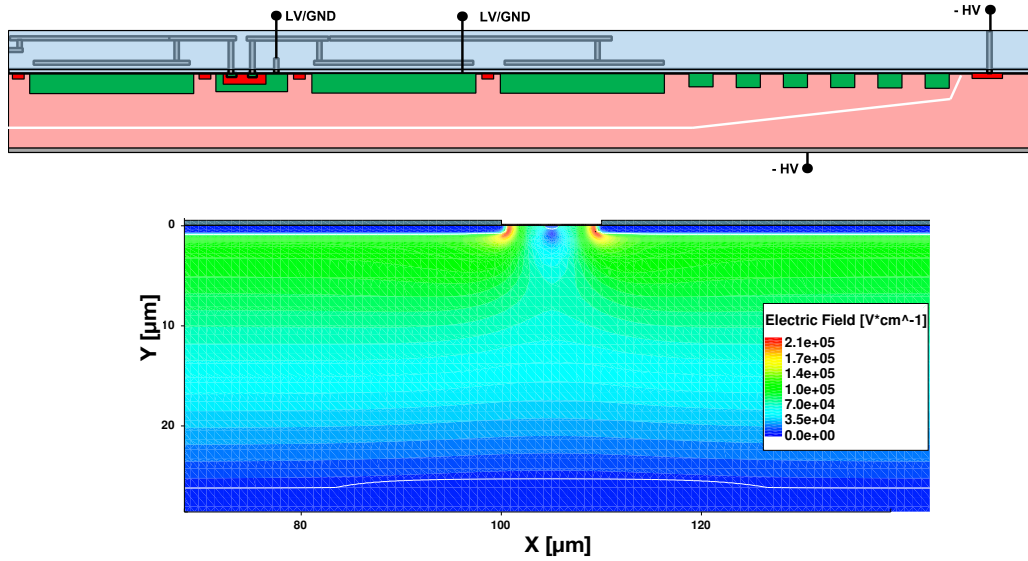 LV/GND
LV/GND
- HV
- HV
0
10
20
Y [µm]
Electric Field [V*cm^-1]
2.1e+05
1.7e+05
1.4e+05
1.0e+05
7.0e+04
3.5e+04
0.0e+00
80
100
120
X [µm]